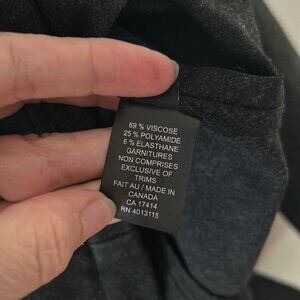 69 % VISCOSE
25 % POLYAMIDE
6 % ELASTHANE
GARNITURES
NON COMPRISES
EXCLUSIVE OF
TRIMS
FAIT AU / MADE IN
CANADA
CA 17414
RN 4013115